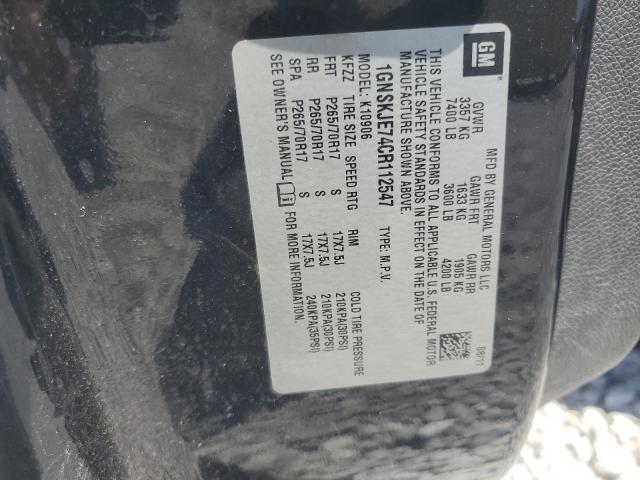 GM
MFD BY GENERAL MOTORS LLC
08/11
GVWR GAWR FRT GAWR RR
3357 KG 1633 KG 1905 KG
7400 LB 3600 LB 4200 LB
THIS VEHICLE CONFORMS TO ALL APPLICABLE U.S. FEDERAL MOTOR
VEHICLE SAFETY STANDARDS IN EFFECT ON THE DATE OF
MANUFACTURE SHOWN ABOVE.
1GNSKJE74CR112547 TYPE: M.P.V.
MODEL: K10906
KFZZ TIRE SIZE SPEED RTG RIM COLD TIRE PRESSURE
FRT P265/70R17 S 17X7.5J 210KPA(30PSI)
RR P265/70R17 S 17X7.5J 210KPA(30PSI)
SPA P265/70R17 S 17X7.5J 240KPA(35PSI)
SEE OWNER'S MANUAL FOR MORE INFORMATION.